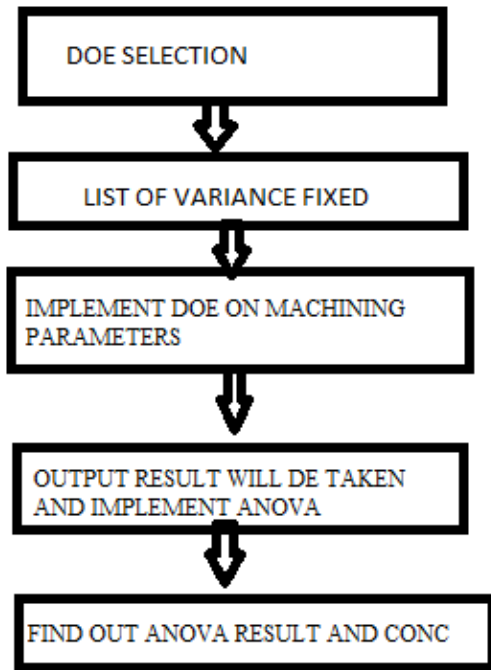 DOE SELECTION
LIST OF VARIANCE FIXED
IMPLEMENT DOE ON MACHINING
PARAMETERS
OUTPUT RESULT WILL DE TAKEN
AND IMPLEMENT ANOVA
FIND OUT ANOVA RESULT AND CONC